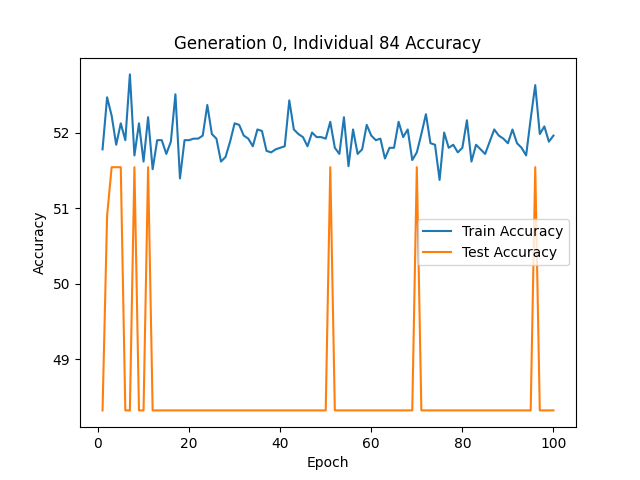 Generation 0, Individual 84 Accuracy
52
51
50
49
Accuracy
Train Accuracy
Test Accuracy
0 20 40 60 80 100
Epoch